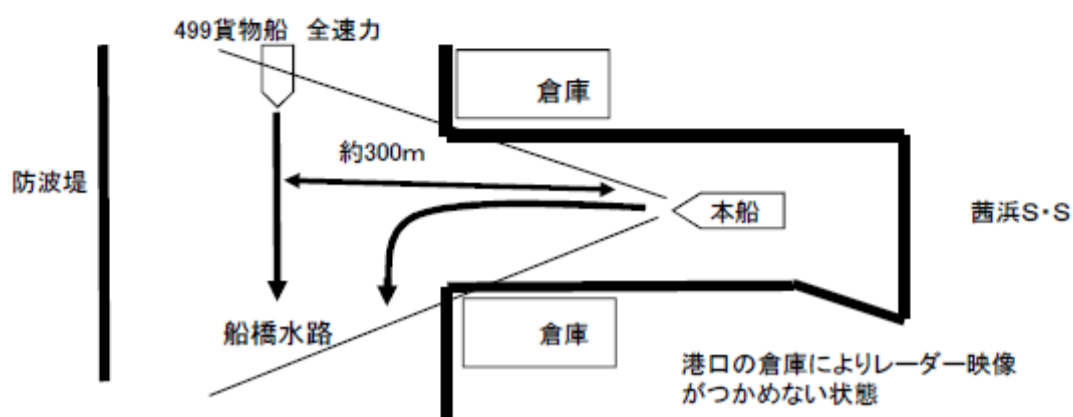 499貨物船 全速力
倉庫
約300m
防波堤
本船
茜浜S・S
船橋水路
倉庫
港口の倉庫によりレーダー映像
がつかめない状態